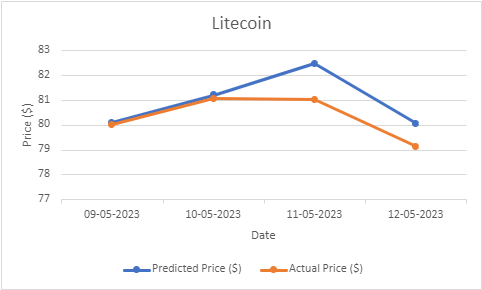 Litecoin
83
82
81
80
79
78
77
Price ($)
09-05-2023 10-05-2023 11-05-2023 12-05-2023
Date
Predicted Price ($) Actual Price ($)